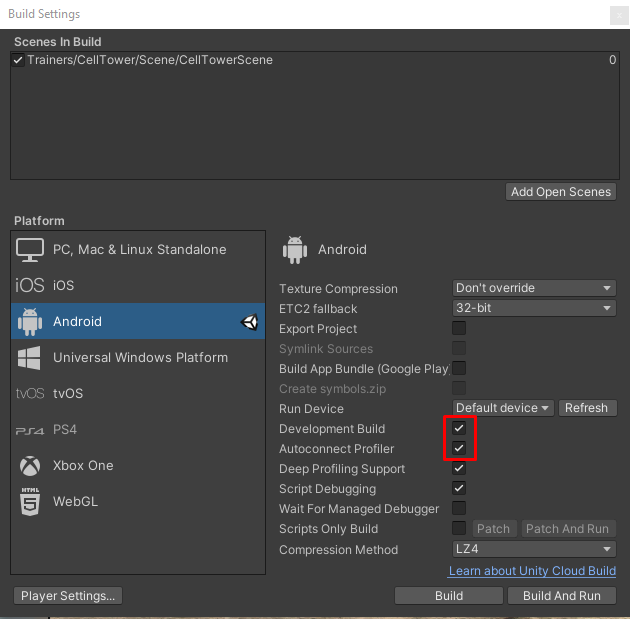 Build Settings
x
Scenes In Build
Trainers/CellTower/Scene/CellTowerScene 0
Add Open Scenes
Platform
PC, Mac & Linux Standalone
iOS iOS
Android
Universal Windows Platform
tvOS tvOS
PS4 PS4
Xbox One
HTML 5 WebGL
Android
Texture Compression Don't override
ETC2 fallback 32-bit
Export Project
Symlink Sources
Build App Bundle (Google Play
Create symbols.zip
Run Device Default device Refresh
Development Build
Autoconnect Profiler
Deep Profiling Support
Script Debugging
Wait For Managed Debugger
Scripts Only Build Patch Patch And Run
Compression Method LZ4
Learn about Unity Cloud Build
Player Settings... Build Build And Run